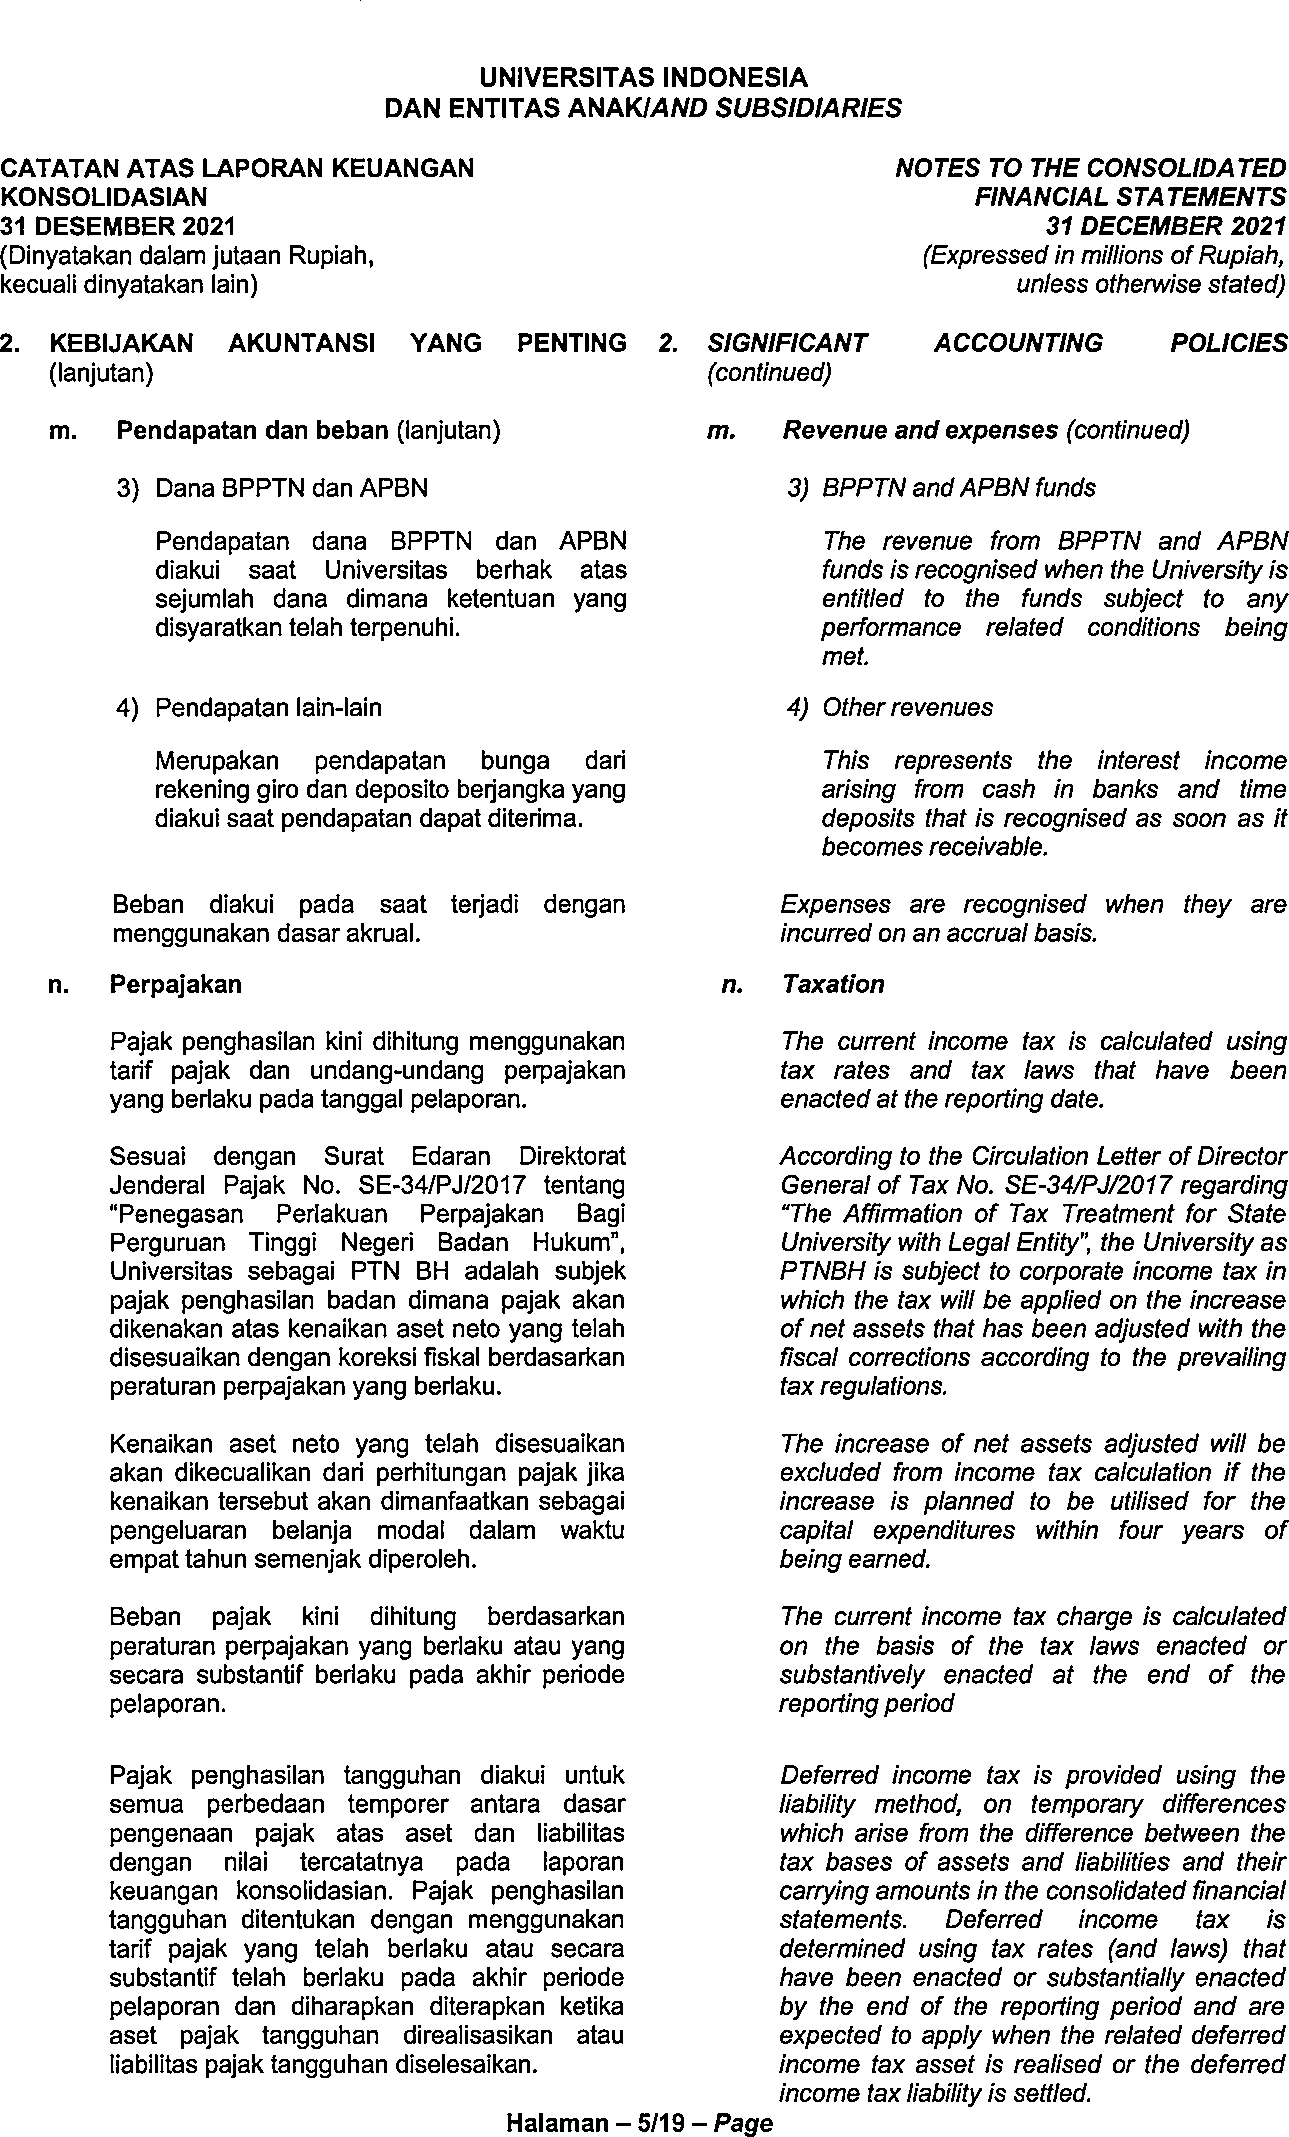 UNIVERSITAS INDONESIA
DAN ENTITAS ANAK/AND SUBSIDIARIES
CATATAN ATAS LAPORAN KEUANGAN
KONSOLIDASIAN
31 DESEMBER 2021
(Dinyatakan dalam jutaan Rupiah,
kecuali dinyatakan lain)
NOTES TO THE CONSOLIDATED
FINANCIAL STATEMENTS
31 DECEMBER 2021
(Expressed in millions of Rupiah,
unless otherwise stated)
2. KEBIJAKAN AKUNTANSI YANG PENTING
(lanjutan)
m. Pendapatan dan beban (lanjutan)
3) Dana BPPTN dan APBN
Pendapatan dana BPPTN dan APBN
diakui saat Universitas berhak atas
sejumlah dana dimana ketentuan yang
disyaratkan telah terpenuhi.
4) Pendapatan lain-lain
Merupakan pendapatan bunga dari
rekening giro dan deposito berjangka yang
diakui saat pendapatan dapat diterima.
Beban diakui pada saat terjadi dengan
menggunakan dasar akrual.
n. Perpajakan
Pajak penghasilan kini dihitung menggunakan
tarif pajak dan undang-undang perpajakan
yang berlaku pada tanggal pelaporan.
Sesuai dengan Surat Edaran Direktorat
Jenderal Pajak No. SE-34/PJ/2017 tentang
"Penegasan Perlakuan Perpajakan Bagi
Perguruan Tinggi Negeri Badan Hukum",
Universitas sebagai PTN BH adalah subjek
pajak penghasilan badan dimana pajak akan
dikenakan atas kenaikan aset neto yang telah
disesuaikan dengan koreksi fiskal berdasarkan
peraturan perpajakan yang berlaku.
Kenaikan aset neto yang telah disesuaikan
akan dikecualikan dari perhitungan pajak jika
kenaikan tersebut akan dimanfaatkan sebagai
pengeluaran belanja modal dalam waktu
empat tahun semenjak diperoleh.
Beban pajak kini dihitung berdasarkan
peraturan perpajakan yang berlaku atau yang
secara substantif berlaku pada akhir periode
pelaporan.
Pajak penghasilan tangguhan diakui untuk
semua perbedaan temporer antara dasar
pengenaan pajak atas aset dan liabilitas
dengan nilai tercatatnya pada laporan
keuangan konsolidasian. Pajak penghasilan
tangguhan ditentukan dengan menggunakan
tarif pajak yang telah berlaku atau secara
substantif telah berlaku pada akhir periode
pelaporan dan diharapkan diterapkan ketika
aset pajak tangguhan direalisasikan atau
liabilitas pajak tangguhan diselesaikan.
2. SIGNIFICANT ACCOUNTING POLICIES
(continued)
m. Revenue and expenses (continued)
3) BPPTN and APBN funds
The revenue from BPPTN and APBN
funds is recognised when the University is
entitled to the funds subject to any
performance related conditions being
met.
4) Other revenues
This represents the interest income
arising from cash in banks and time
deposits that is recognised as soon as it
becomes receivable.
Expenses are recognised when they are
incurred on an accrual basis.
n. Taxation
The current income tax is calculated using
tax rates and tax laws that have been
enacted at the reporting date.
According to the Circulation Letter of Director
General of Tax No. SE-34/PJ/2017 regarding
"The Affirmation of Tax Treatment for State
University with Legal Entity", the University as
PTNBH is subject to corporate income tax in
which the tax will be applied on the increase
of net assets that has been adjusted with the
fiscal corrections according to the prevailing
tax regulations.
The increase of net assets adjusted will be
excluded from income tax calculation if the
increase is planned to be utilised for the
capital expenditures within four years of
being earned.
The current income tax charge is calculated
on the basis of the tax laws enacted or
substantively enacted at the end of the
reporting period
Deferred income tax is provided using the
liability method, on temporary differences
which arise from the difference between the
tax bases of assets and liabilities and their
carrying amounts in the consolidated financial
statements. Deferred income tax is
determined using tax rates (and laws) that
have been enacted or substantially enacted
by the end of the reporting period and are
expected to apply when the related deferred
income tax asset is realised or the deferred
income tax liability is settled.
Halaman – 5/19 – Page